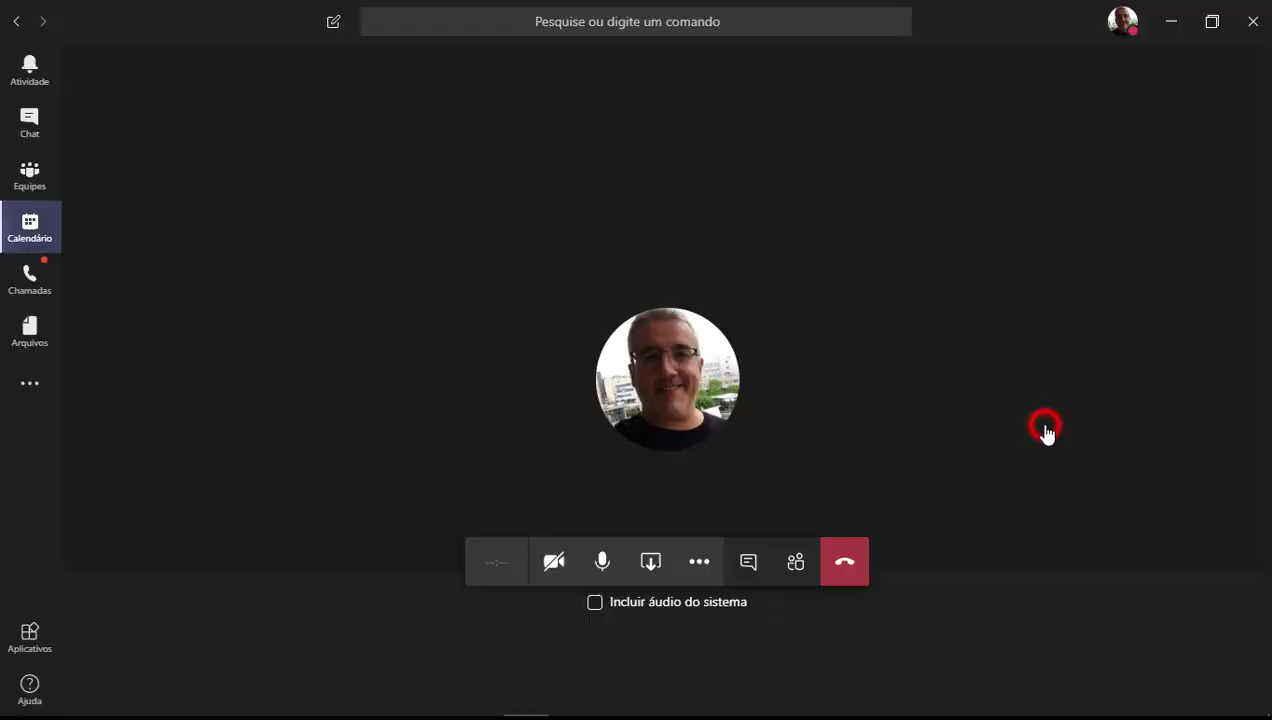 Pesquise ou digite um comando
Atividade
Chat
Equipes
Calendário
Chamadas
Arquivos
--:--
Incluir áudio do sistema
Aplicativos
Ajuda